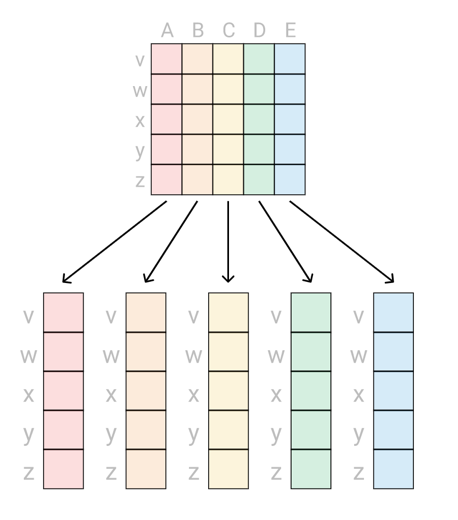 A B C D E
v
w
x
y
z
v v v v v
w w w w w
x x x x x
y y y y y
z z z z z